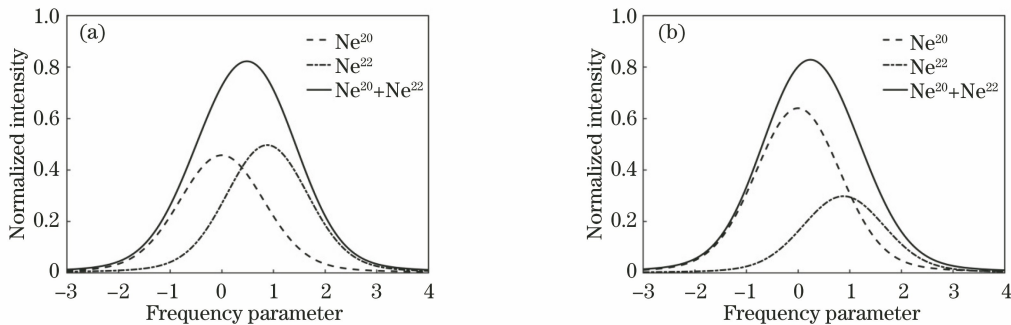 (a)
Ne²⁰
Ne²²
Ne²⁰+Ne²²
Normalized intensity
1.0
0.8
0.6
0.4
0.2
0
−3 −2 −1 0 1 2 3 4
Frequency parameter
(b)
Ne²⁰
Ne²²
Ne²⁰+Ne²²
Normalized intensity
1.0
0.8
0.6
0.4
0.2
0
−3 −2 −1 0 1 2 3 4
Frequency parameter